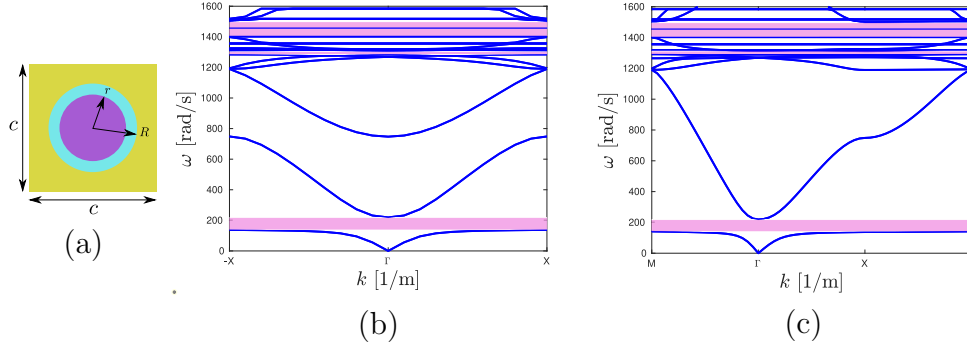 c
r
R
c
(a)
ω [rad/s]
1600
1400
1200
1000
800
600
400
200
0
-X
Γ
X
k [1/m]
(b)
ω [rad/s]
1600
1400
1200
1000
800
600
400
200
0
M
Γ
X
k [1/m]
(c)